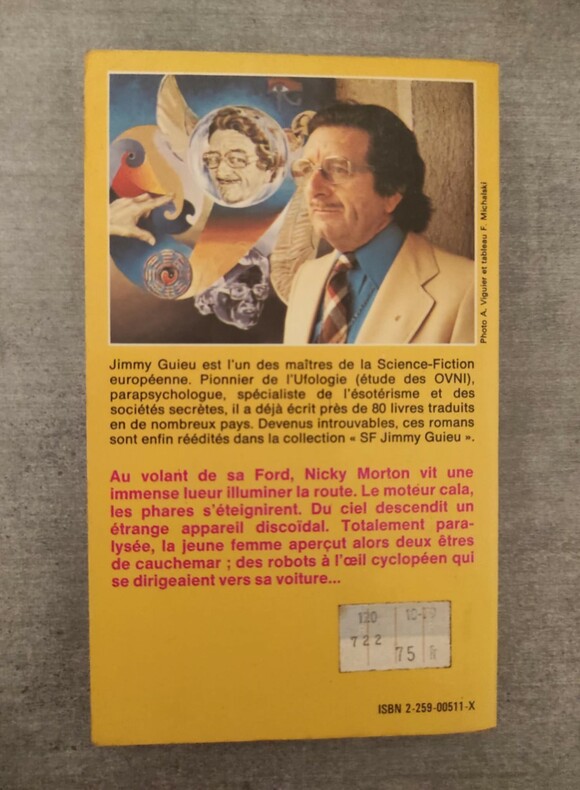 Photo A. Viguier et tableau F. Michalski
Jimmy Guieu est l'un des maîtres de la Science-Fiction
européenne. Pionnier de l'Ufologie (étude des OVNI),
parapsychologue, spécialiste de l'ésotérisme et des
sociétés secrètes, il a déjà écrit près de 80 livres traduits
en de nombreux pays. Devenus introuvables, ces romans
sont enfin réédités dans la collection « SF Jimmy Guieu ».
Au volant de sa Ford, Nicky Morton vit une
immense lueur illuminer la route. Le moteur cala,
les phares s'éteignirent. Du ciel descendit un
étrange appareil discoïdal. Totalement para-
lysée, la jeune femme aperçut alors deux êtres
de cauchemar ; des robots à l'œil cyclopéen qui
se dirigeaient vers sa voiture...
120
722
75
ISBN 2-259-00511-X